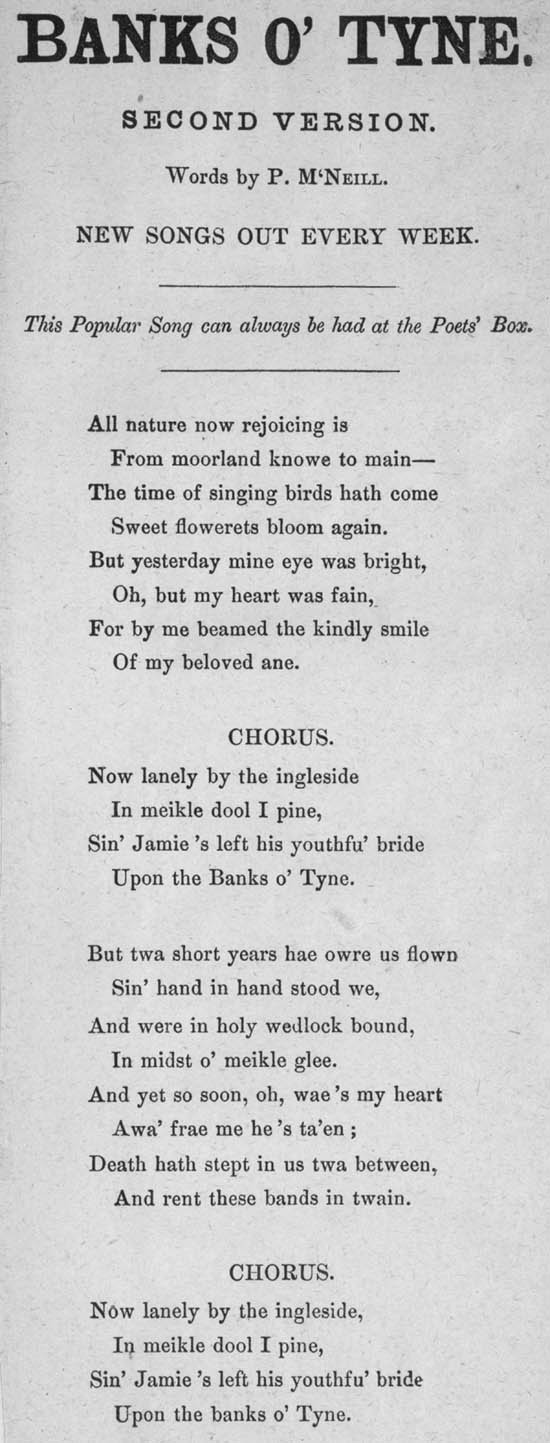 BANKS O' TYNE.
SECOND VERSION.
Words by P. M‘NEILL.
NEW SONGS OUT EVERY WEEK.
This Popular Song can always be had at the Poets' Box.
All nature now rejoicing is
From moorland knowe to main—
The time of singing birds hath come
Sweet flowerets bloom again.
But yesterday mine eye was bright,
Oh, but my heart was fain,
For by me beamed the kindly smile
Of my beloved ane.
CHORUS.
Now lanely by the ingleside
In meikle dool I pine,
Sin' Jamie 's left his youthfu' bride
Upon the Banks o' Tyne.
But twa short years hae owre us flown
Sin' hand in hand stood we,
And were in holy wedlock bound,
In midst o' meikle glee.
And yet so soon, oh, wae 's my heart
Awa' frae me he 's ta'en ;
Death hath stept in us twa between,
And rent these bands in twain.
CHORUS.
Now lanely by the ingleside,
In meikle dool I pine,
Sin' Jamie 's left his youthfu' bride
Upon the banks o' Tyne.